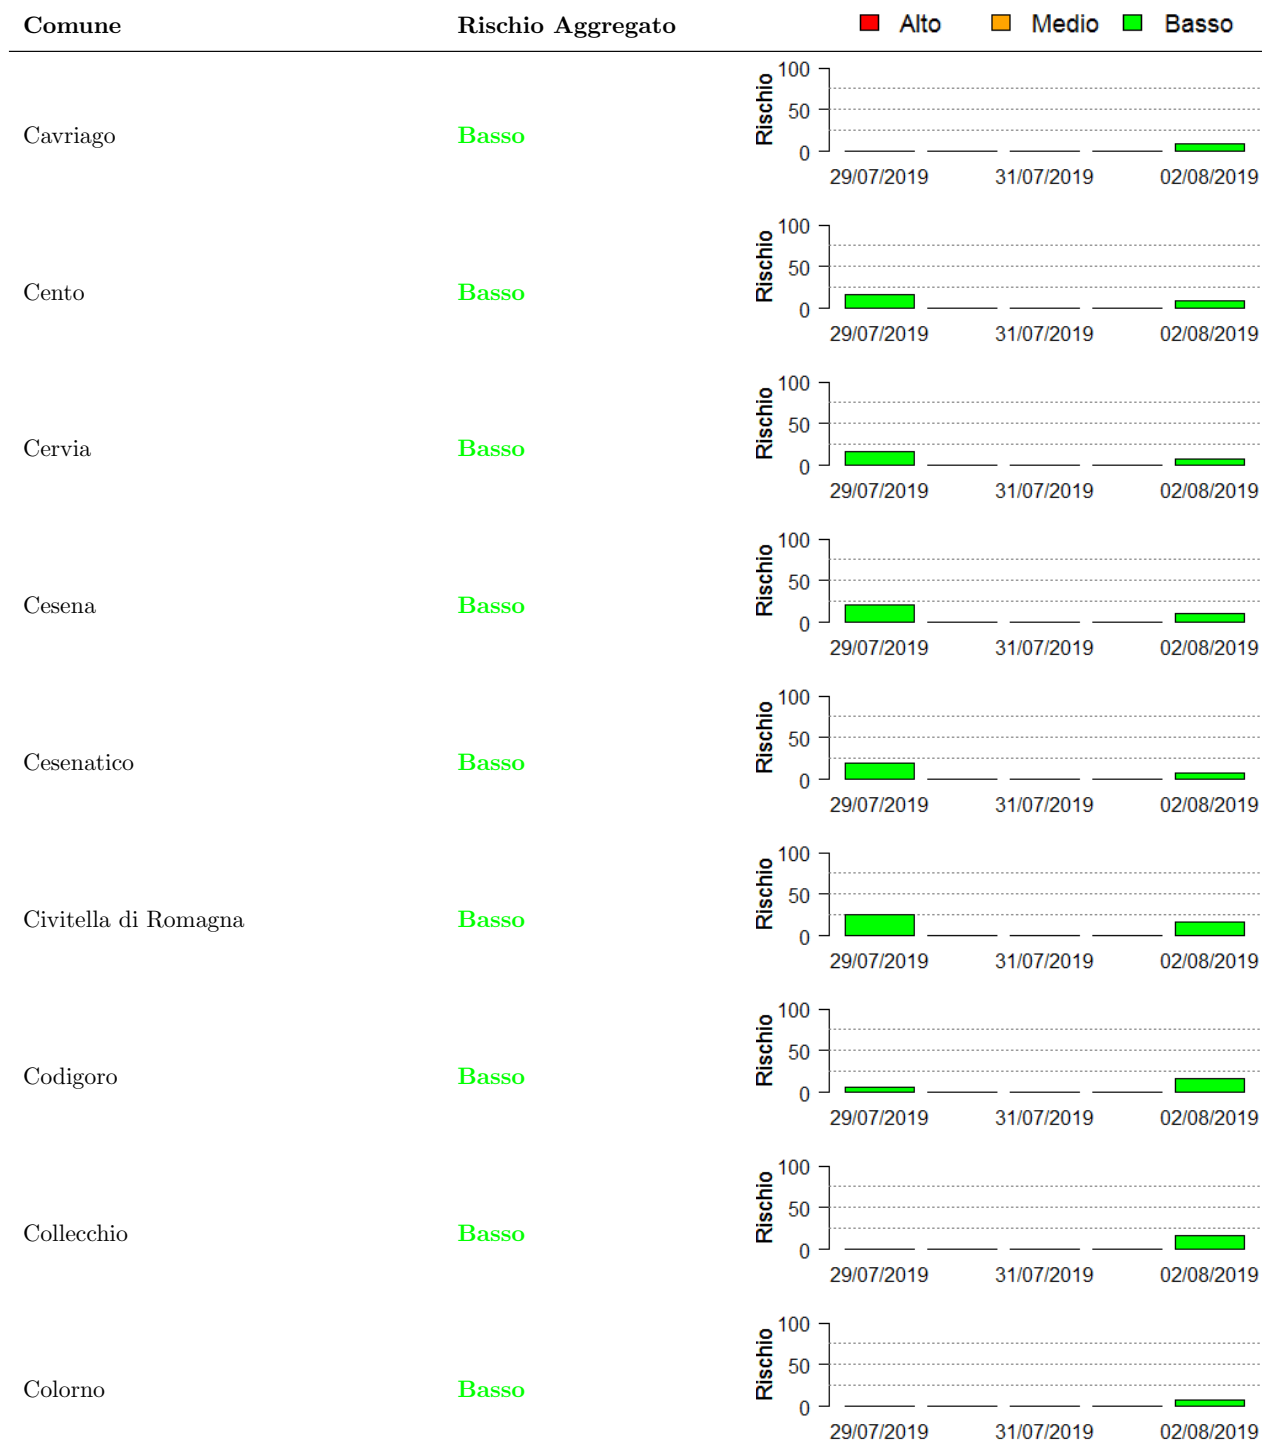 Comune Rischio Aggregato Alto Medio Basso
100
50
0
Rischio
Cavriago Basso
29/07/2019 31/07/2019 02/08/2019
100
50
0
Rischio
Cento Basso
29/07/2019 31/07/2019 02/08/2019
100
50
0
Rischio
Cervia Basso
29/07/2019 31/07/2019 02/08/2019
100
50
0
Rischio
Cesena Basso
29/07/2019 31/07/2019 02/08/2019
100
50
0
Rischio
Cesenatico Basso
29/07/2019 31/07/2019 02/08/2019
100
50
0
Rischio
Civitella di Romagna Basso
29/07/2019 31/07/2019 02/08/2019
100
50
0
Rischio
Codigoro Basso
29/07/2019 31/07/2019 02/08/2019
100
50
0
Rischio
Collecchio Basso
29/07/2019 31/07/2019 02/08/2019
100
50
0
Rischio
Colorno Basso
29/07/2019 31/07/2019 02/08/2019